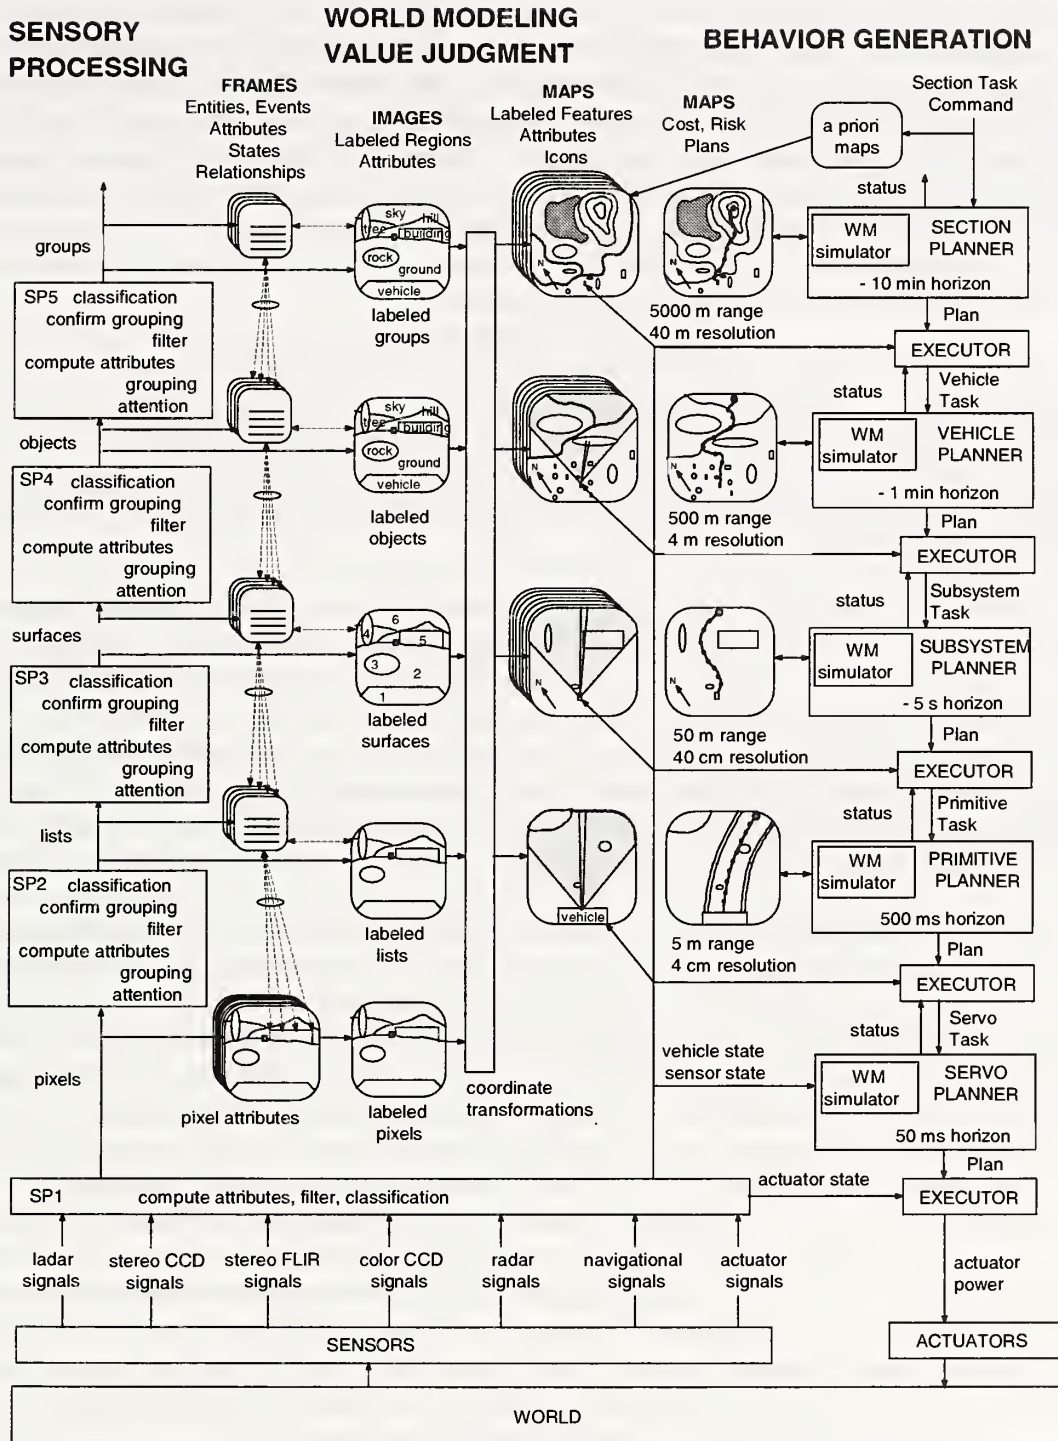 SENSORY
PROCESSING
WORLD MODELING
VALUE JUDGMENT
BEHAVIOR GENERATION
FRAMES
Entities, Events
Attributes
States
Relationships
IMAGES
Labeled Regions
Attributes
MAPS
Labeled Features
Attributes
Icons
MAPS
Cost, Risk
Plans
a priori
maps
Section Task
Command
status
groups
sky
hill
tree
building
rock
ground
vehicle
labeled
groups
N
N
5000 m range
40 m resolution
WM
simulator
SECTION
PLANNER
- 10 min horizon
Plan
EXECUTOR
SP5 classification
confirm grouping
filter
compute attributes
grouping
attention
status
Vehicle
Task
objects
sky
hill
tree
building
rock
ground
vehicle
labeled
objects
N
N
500 m range
4 m resolution
WM
simulator
VEHICLE
PLANNER
- 1 min horizon
Plan
EXECUTOR
SP4 classification
confirm grouping
filter
compute attributes
grouping
attention
status
Subsystem
Task
surfaces
6
4
5
3
2
1
labeled
surfaces
N
N
50 m range
40 cm resolution
WM
simulator
SUBSYSTEM
PLANNER
- 5 s horizon
Plan
EXECUTOR
SP3 classification
confirm grouping
filter
compute attributes
grouping
attention
status
Primitive
Task
lists
labeled
lists
vehicle
5 m range
4 cm resolution
WM
simulator
PRIMITIVE
PLANNER
500 ms horizon
Plan
EXECUTOR
SP2 classification
confirm grouping
filter
compute attributes
grouping
attention
status
Servo
Task
pixels
pixel attributes
labeled
pixels
coordinate
transformations
vehicle state
sensor state
WM
simulator
SERVO
PLANNER
50 ms horizon
Plan
SP1 compute attributes, filter, classification
actuator state
EXECUTOR
ladar
signals
stereo CCD
signals
stereo FLIR
signals
color CCD
signals
radar
signals
navigational
signals
actuator
signals
actuator
power
SENSORS
ACTUATORS
WORLD